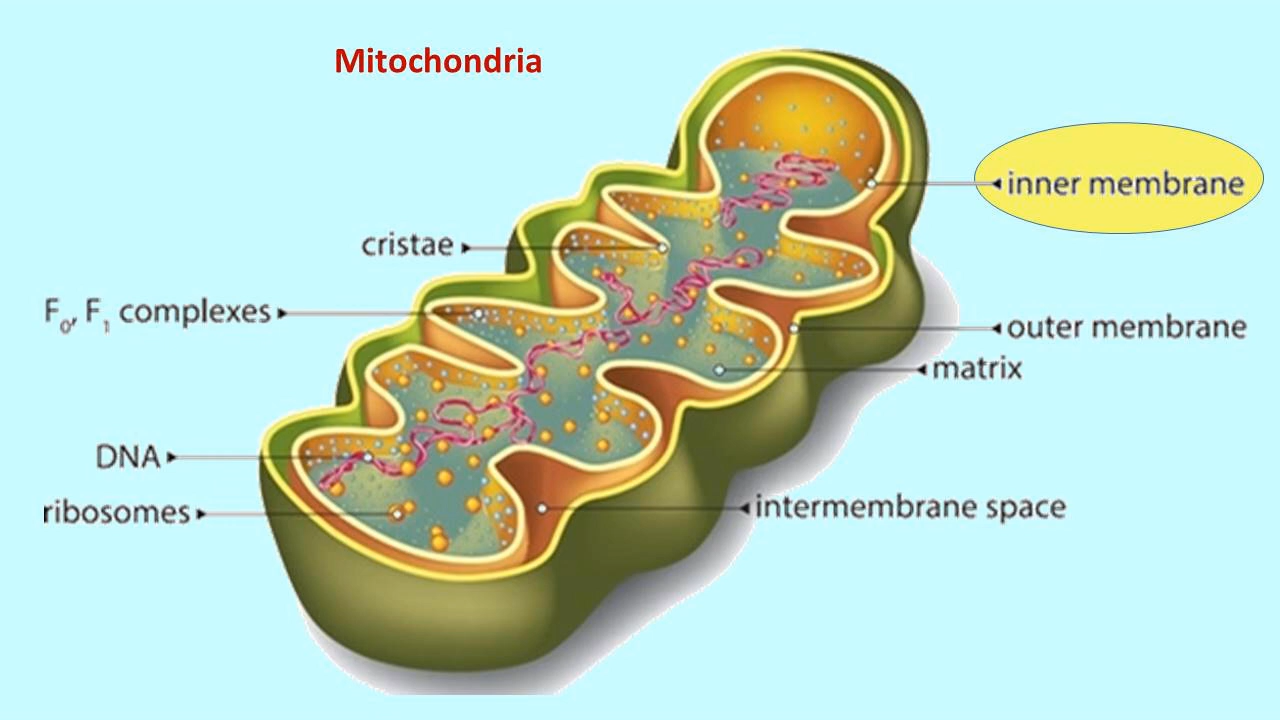 Mitochondria
inner membrane
cristae
F₀, F₁ complexes
outer membrane
matrix
DNA
ribosomes
intermembrane space